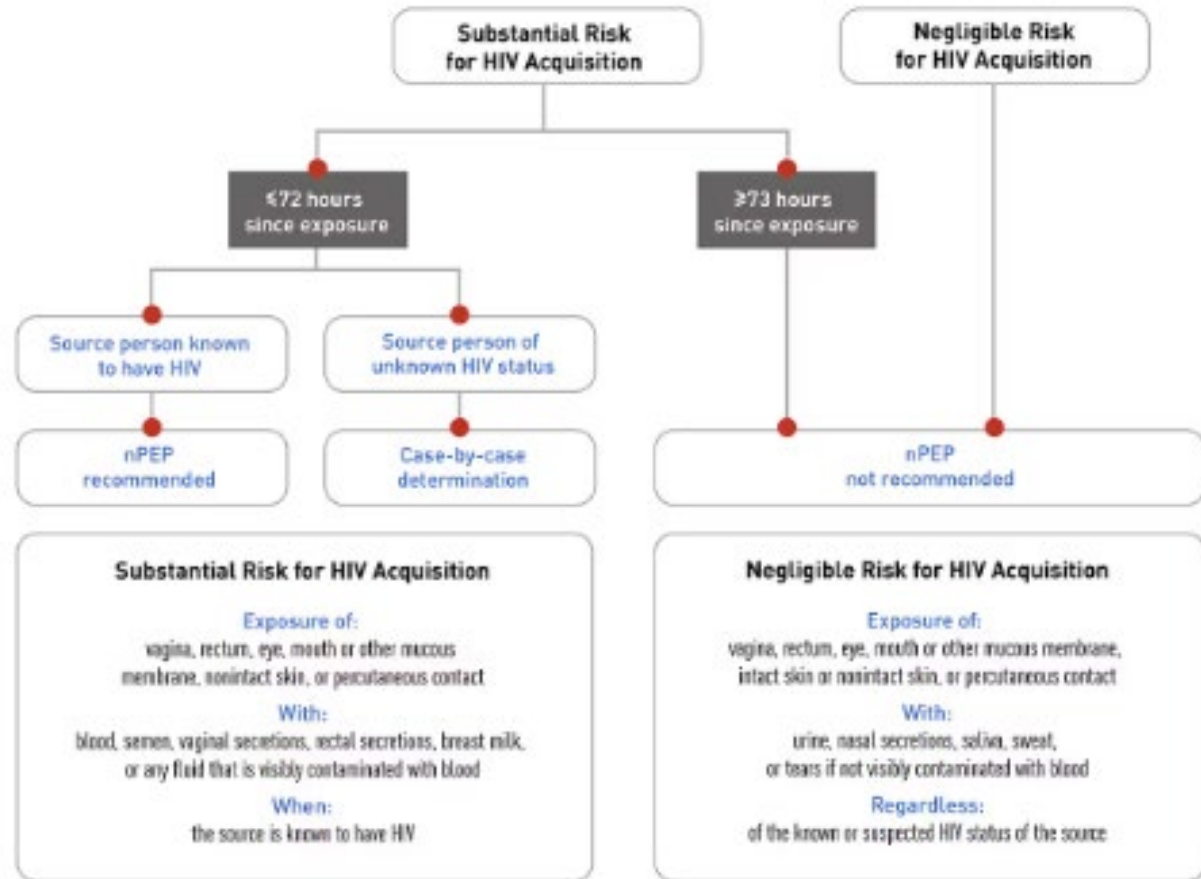 Substantial Risk
for HIV Acquisition
Negligible Risk
for HIV Acquisition
≤72 hours
since exposure
≥73 hours
since exposure
Source person known
to have HIV
Source person of
unknown HIV status
nPEP
recommended
Case-by-case
determination
nPEP
not recommended
Substantial Risk for HIV Acquisition
Exposure of:
vagina, rectum, eye, mouth or other mucous
membrane, nonintact skin, or percutaneous contact
With:
blood, semen, vaginal secretions, rectal secretions, breast milk,
or any fluid that is visibly contaminated with blood
When:
the source is known to have HIV
Negligible Risk for HIV Acquisition
Exposure of:
vagina, rectum, eye, mouth or other mucous membrane,
intact skin or nonintact skin, or percutaneous contact
With:
urine, nasal secretions, saliva, sweat,
or tears if not visibly contaminated with blood
Regardless:
of the known or suspected HIV status of the source